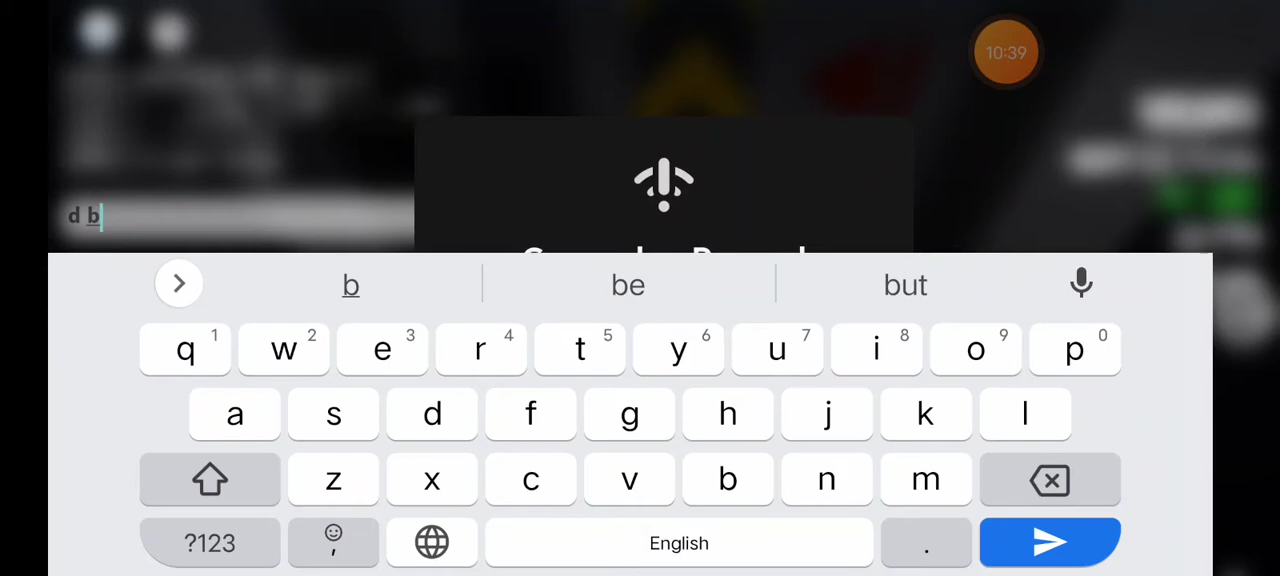 10:39
d b
b be but
q 1 w 2 e 3 r 4 t 5 y 6 u 7 i 8 o 9 p 0
a s d f g h j k l
z x c v b n m
?123 , English .